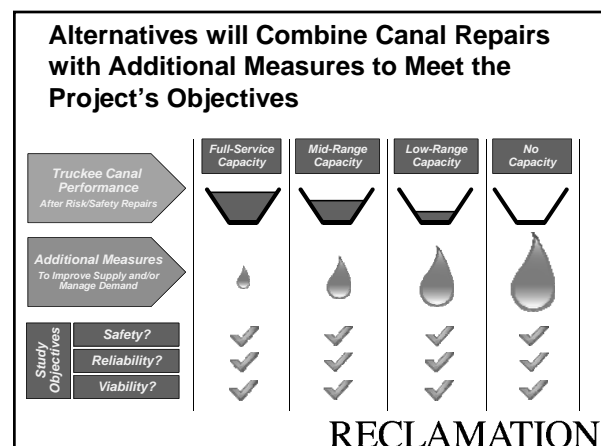 Alternatives will Combine Canal Repairs
with Additional Measures to Meet the
Project's Objectives
Full-Service
Capacity
Mid-Range
Capacity
Low-Range
Capacity
No
Capacity
Truckee Canal
Performance
After Risk/Safety Repairs
Additional Measures
To Improve Supply and/or
Manage Demand
Study
Objectives
Safety?
Reliability?
Viability?
RECLAMATION